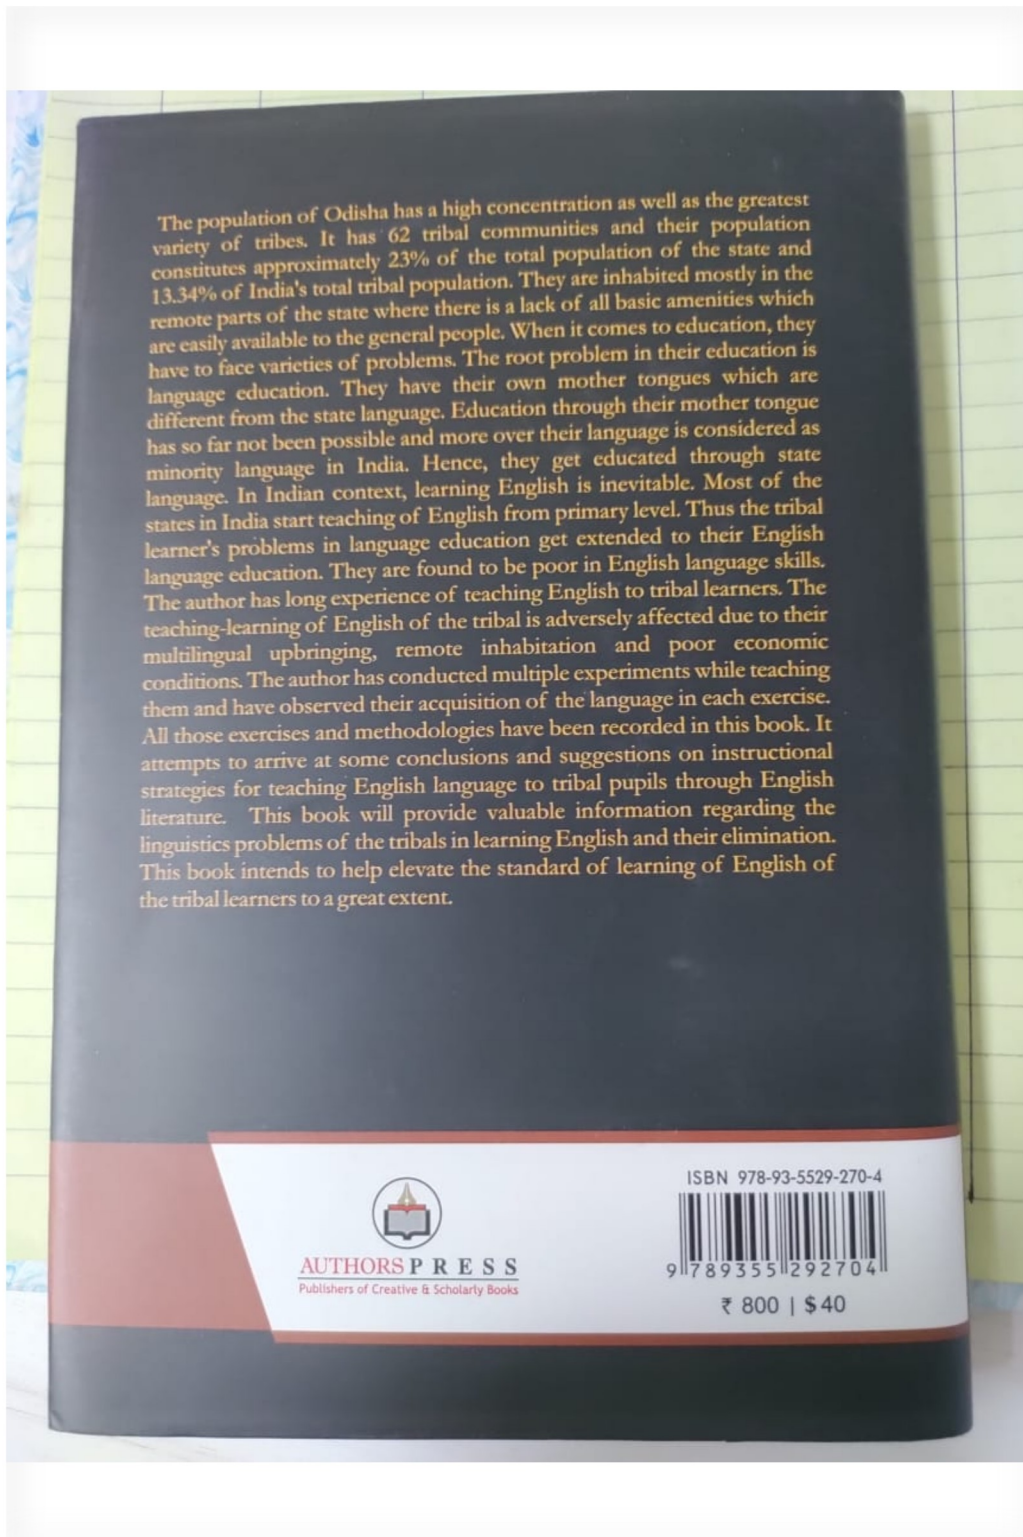 The population of Odisha has a high concentration as well as the greatest
variety of tribes. It has 62 tribal communities and their population
constitutes approximately 23% of the total population of the state and
13.34% of India's total tribal population. They are inhabited mostly in the
remote parts of the state where there is a lack of all basic amenities which
are easily available to the general people. When it comes to education, they
have to face varieties of problems. The root problem in their education is
language education. They have their own mother tongues which are
different from the state language. Education through their mother tongue
has so far not been possible and more over their language is considered as
minority language in India. Hence, they get educated through state
language. In Indian context, learning English is inevitable. Most of the
states in India start teaching of English from primary level. Thus the tribal
learner's problems in language education get extended to their English
language education. They are found to be poor in English language skills.
The author has long experience of teaching English to tribal learners. The
teaching-learning of English of the tribal is adversely affected due to their
multilingual upbringing, remote inhabitation and poor economic
conditions. The author has conducted multiple experiments while teaching
them and have observed their acquisition of the language in each exercise.
All those exercises and methodologies have been recorded in this book. It
attempts to arrive at some conclusions and suggestions on instructional
strategies for teaching English language to tribal pupils through English
literature. This book will provide valuable information regarding the
linguistics problems of the tribals in learning English and their elimination.
This book intends to help elevate the standard of learning of English of
the tribal learners to a great extent.
AUTHORSPRESS
Publishers of Creative & Scholarly Books
ISBN 978-93-5529-270-4
9 789355 292704
₹ 800 | $ 40